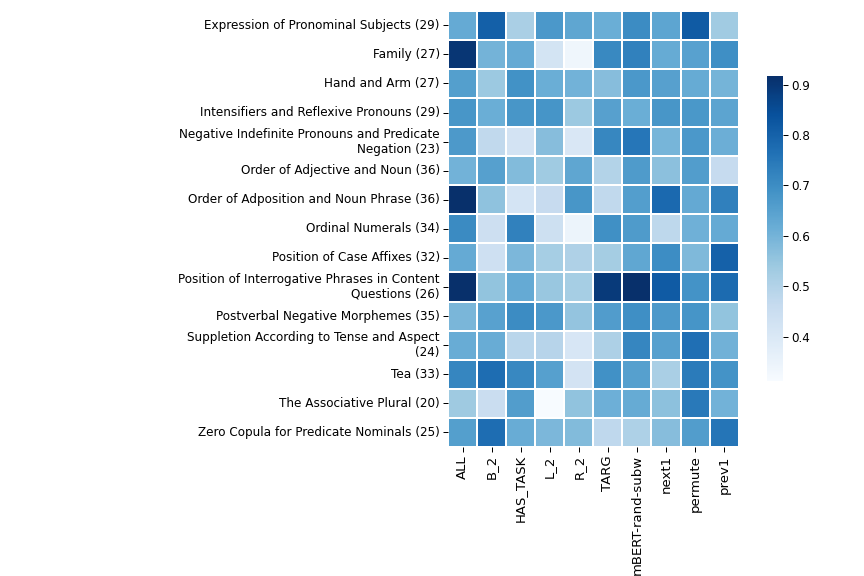 Expression of Pronominal Subjects (29)
Family (27)
Hand and Arm (27)
Intensifiers and Reflexive Pronouns (29)
Negative Indefinite Pronouns and Predicate
Negation (23)
Order of Adjective and Noun (36)
Order of Adposition and Noun Phrase (36)
Ordinal Numerals (34)
Position of Case Affixes (32)
Position of Interrogative Phrases in Content
Questions (26)
Postverbal Negative Morphemes (35)
Suppletion According to Tense and Aspect
(24)
Tea (33)
The Associative Plural (20)
Zero Copula for Predicate Nominals (25)
ALL
B_2
HAS_TASK
L_2
R_2
TARG
mBERT-rand-subw
next1
permute
prev1
0.9
0.8
0.7
0.6
0.5
0.4